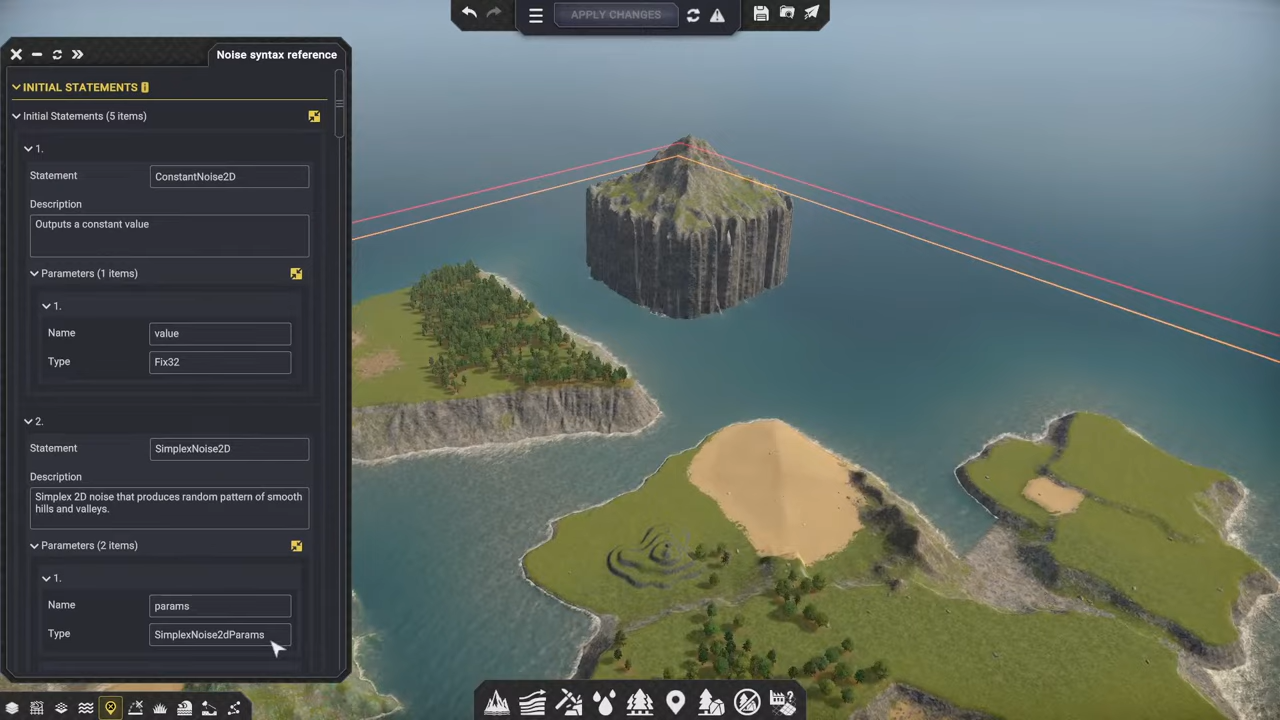 APPLY CHANGES
Noise syntax reference
INITIAL STATEMENTS
Initial Statements (5 items)
1.
Statement
ConstantNoise2D
Description
Outputs a constant value
Parameters (1 items)
1.
Name
value
Type
Fix32
2.
Statement
SimplexNoise2D
Description
Simplex 2D noise that produces random pattern of smooth
hills and valleys.
Parameters (2 items)
1.
Name
params
Type
SimplexNoise2dParams